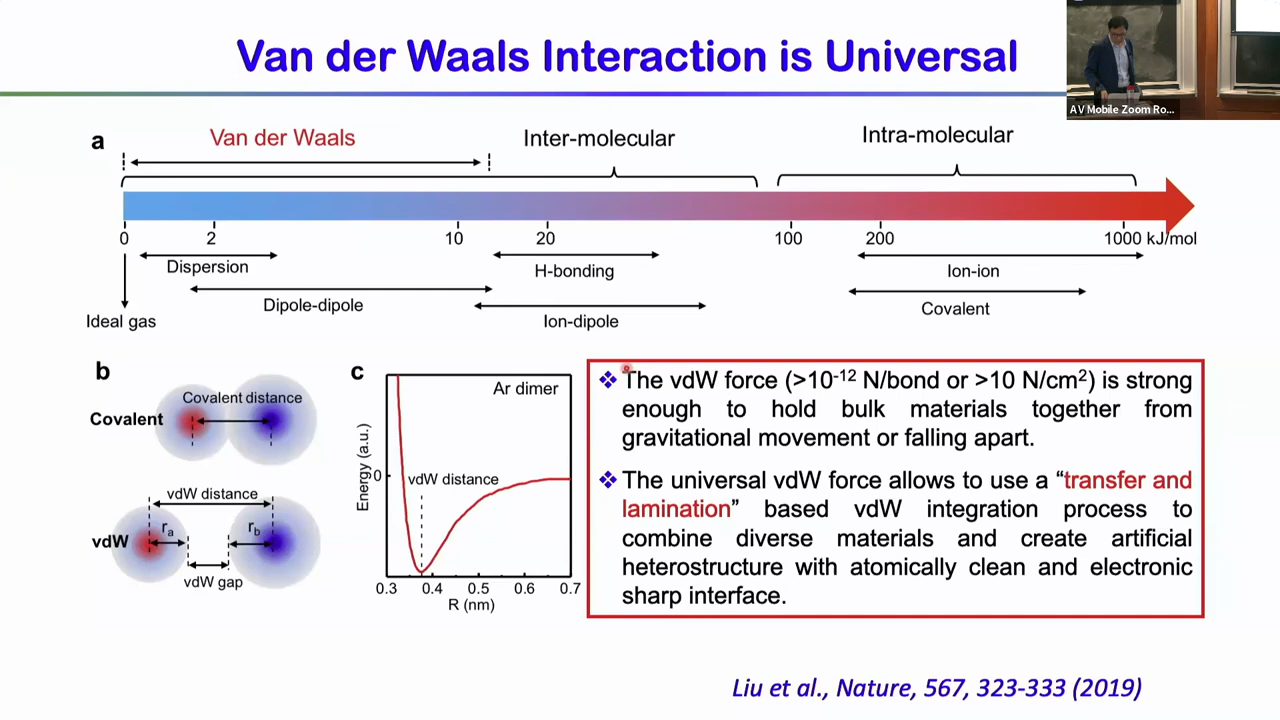 Van der Waals Interaction is Universal
AV Mobile Zoom Ro...
a
Van der Waals
Inter-molecular
Intra-molecular
0 2 10 20 100 200 1000 kJ/mol
Dispersion
H-bonding
Ion-ion
Dipole-dipole
Ion-dipole
Covalent
Ideal gas
b
Covalent distance
Covalent
vdW distance
ra
rb
vdW
vdW gap
c
Ar dimer
Energy (a.u.)
0
vdW distance
0.3 0.4 0.5 0.6 0.7
R (nm)
❖ The vdW force (>10⁻¹² N/bond or >10 N/cm²) is strong
enough to hold bulk materials together from
gravitational movement or falling apart.
❖ The universal vdW force allows to use a “transfer and
lamination” based vdW integration process to
combine diverse materials and create artificial
heterostructure with atomically clean and electronic
sharp interface.
Liu et al., Nature, 567, 323-333 (2019)